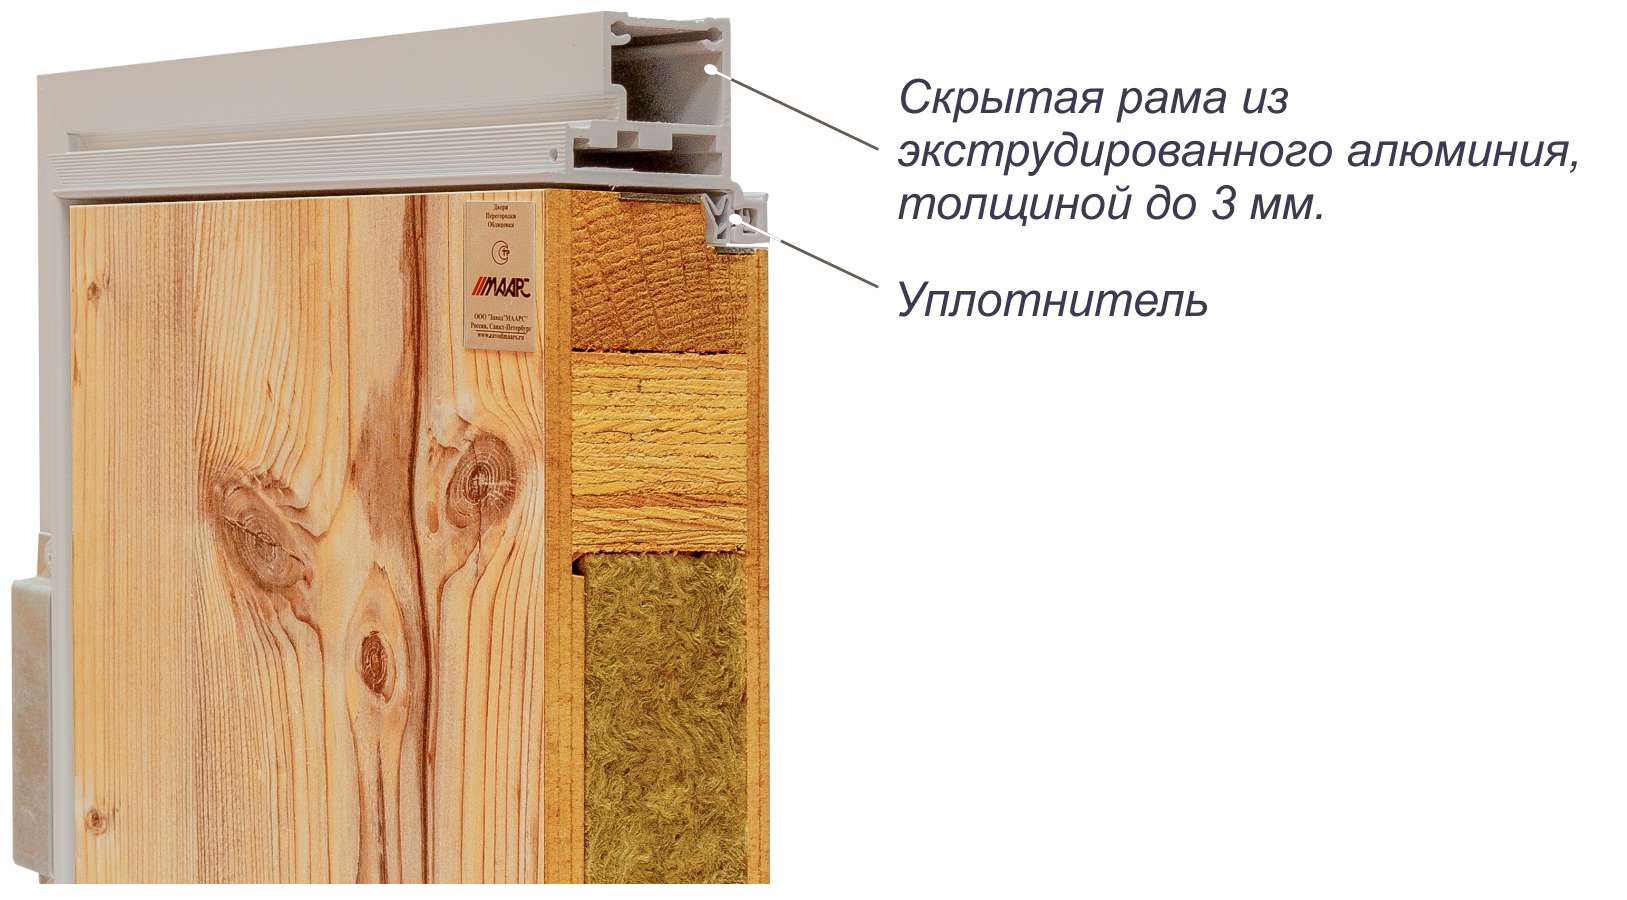 Скрытая рама из
экструдированного алюминия,
толщиной до 3 мм.
Уплотнитель
Двери
Перегородки
Облицовка
МААРС
ООО "Завод"МААРС"
Россия, Санкт-Петербург
www.zavodmaars.ru